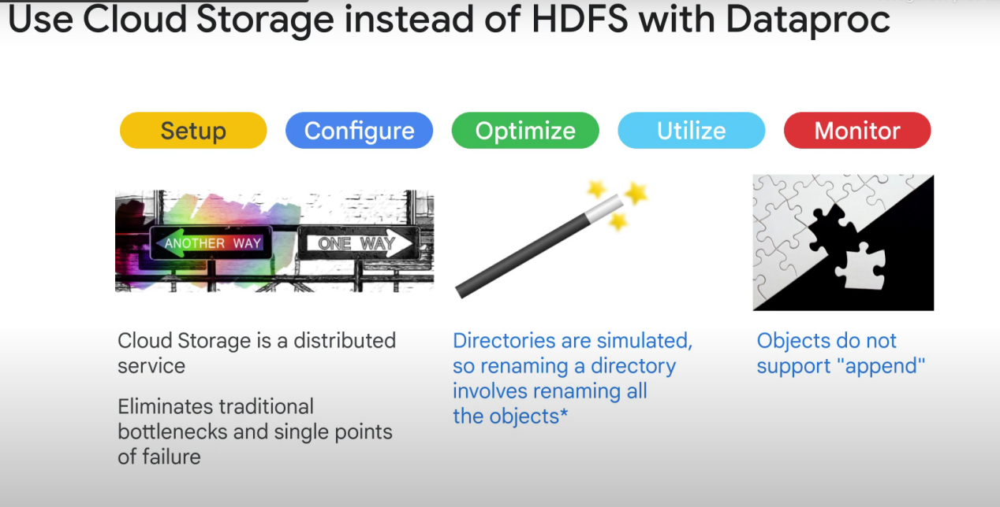 Use Cloud Storage instead of HDFS with Dataproc
Setup
Configure
Optimize
Utilize
Monitor
ANOTHER WAY
ONE WAY
Cloud Storage is a distributed
service
Eliminates traditional
bottlenecks and single points
of failure
Directories are simulated,
so renaming a directory
involves renaming all
the objects*
Objects do not
support "append"